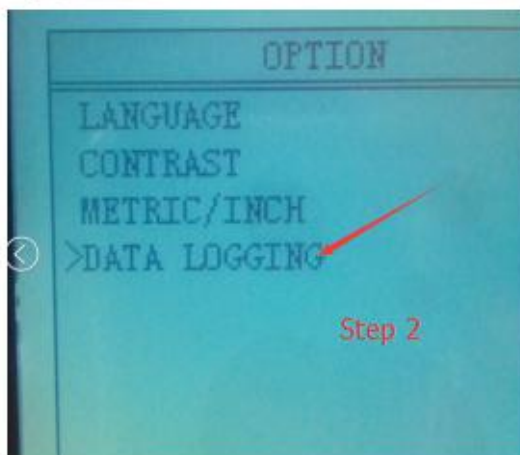 OPTION
LANGUAGE
CONTRAST
METRIC/INCH
>DATA LOGGING
Step 2